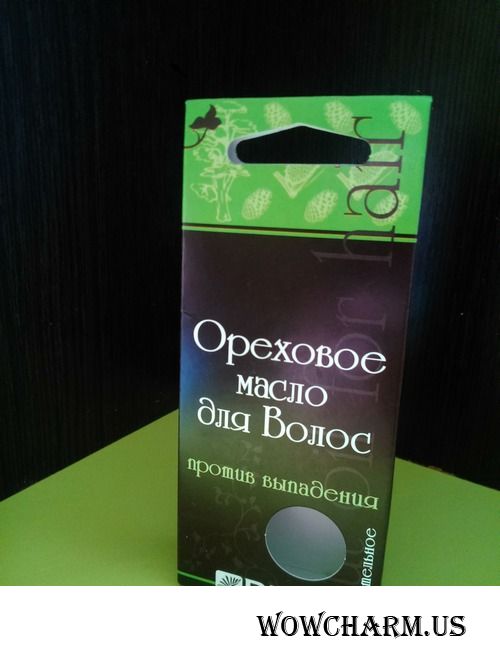 Ореховое
масло
для Волос
против выпадения
hair
for
WOWCHARM.US